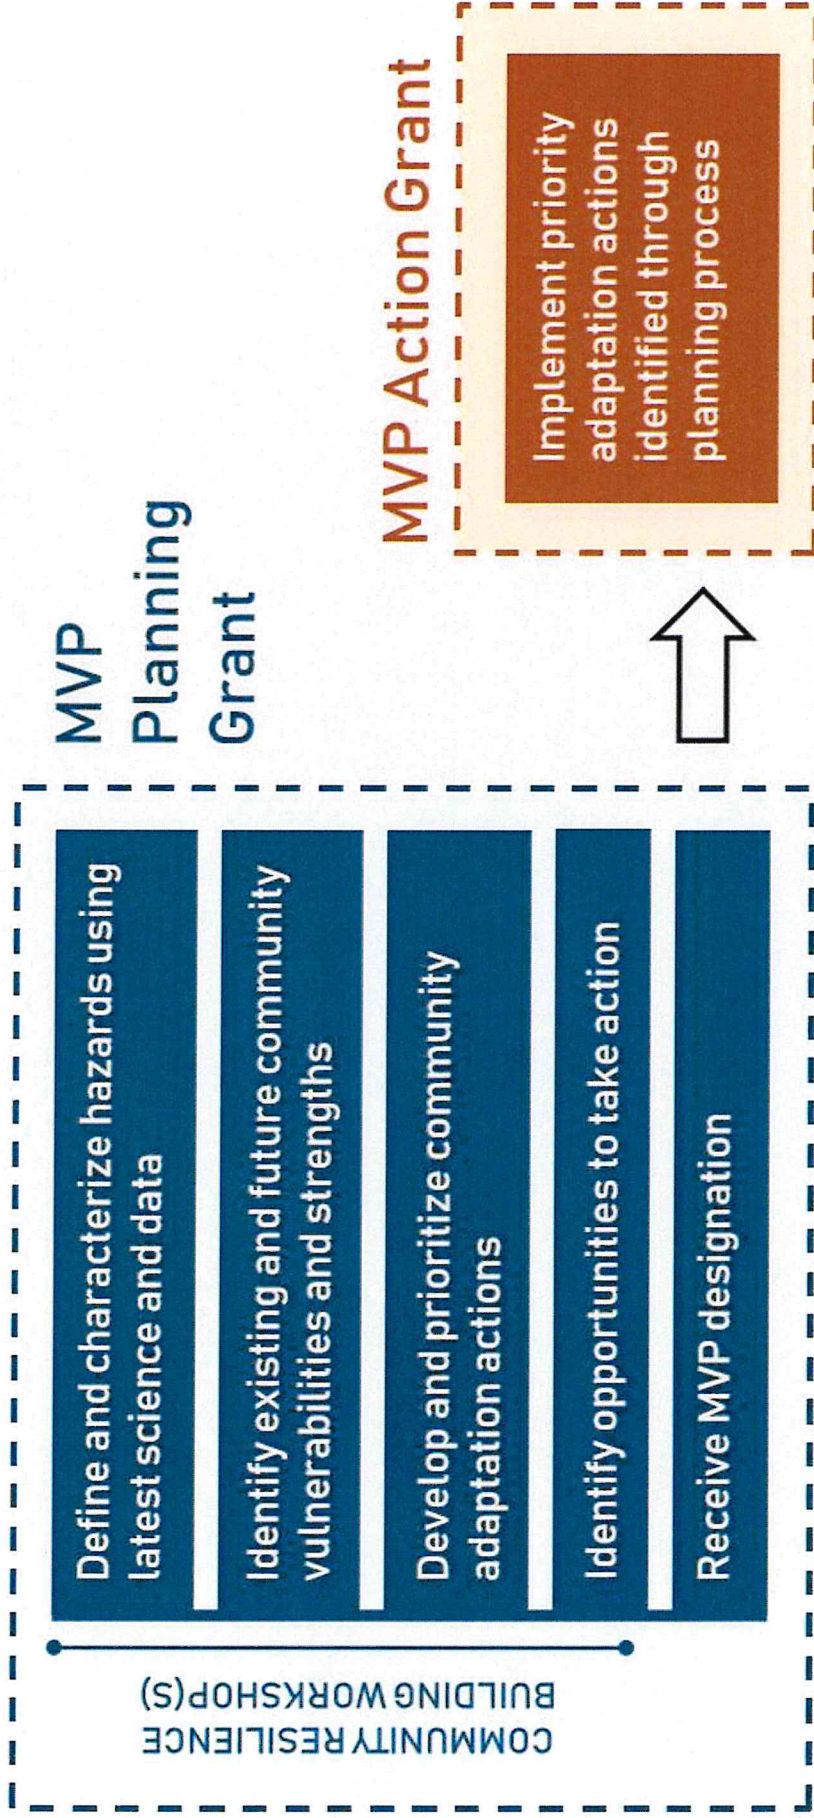 MVP
Planning
Grant
COMMUNITY RESILIENCE
BUILDING WORKSHOP(S)
Define and characterize hazards using
latest science and data
Identify existing and future community
vulnerabilities and strengths
Develop and prioritize community
adaptation actions
Identify opportunities to take action
Receive MVP designation
MVP Action Grant
Implement priority
adaptation actions
identified through
planning process